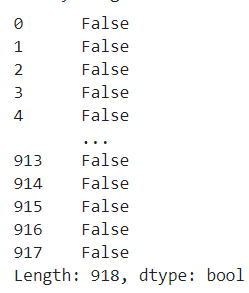 0 False
1 False
2 False
3 False
4 False
...
913 False
914 False
915 False
916 False
917 False
Length: 918, dtype: bool